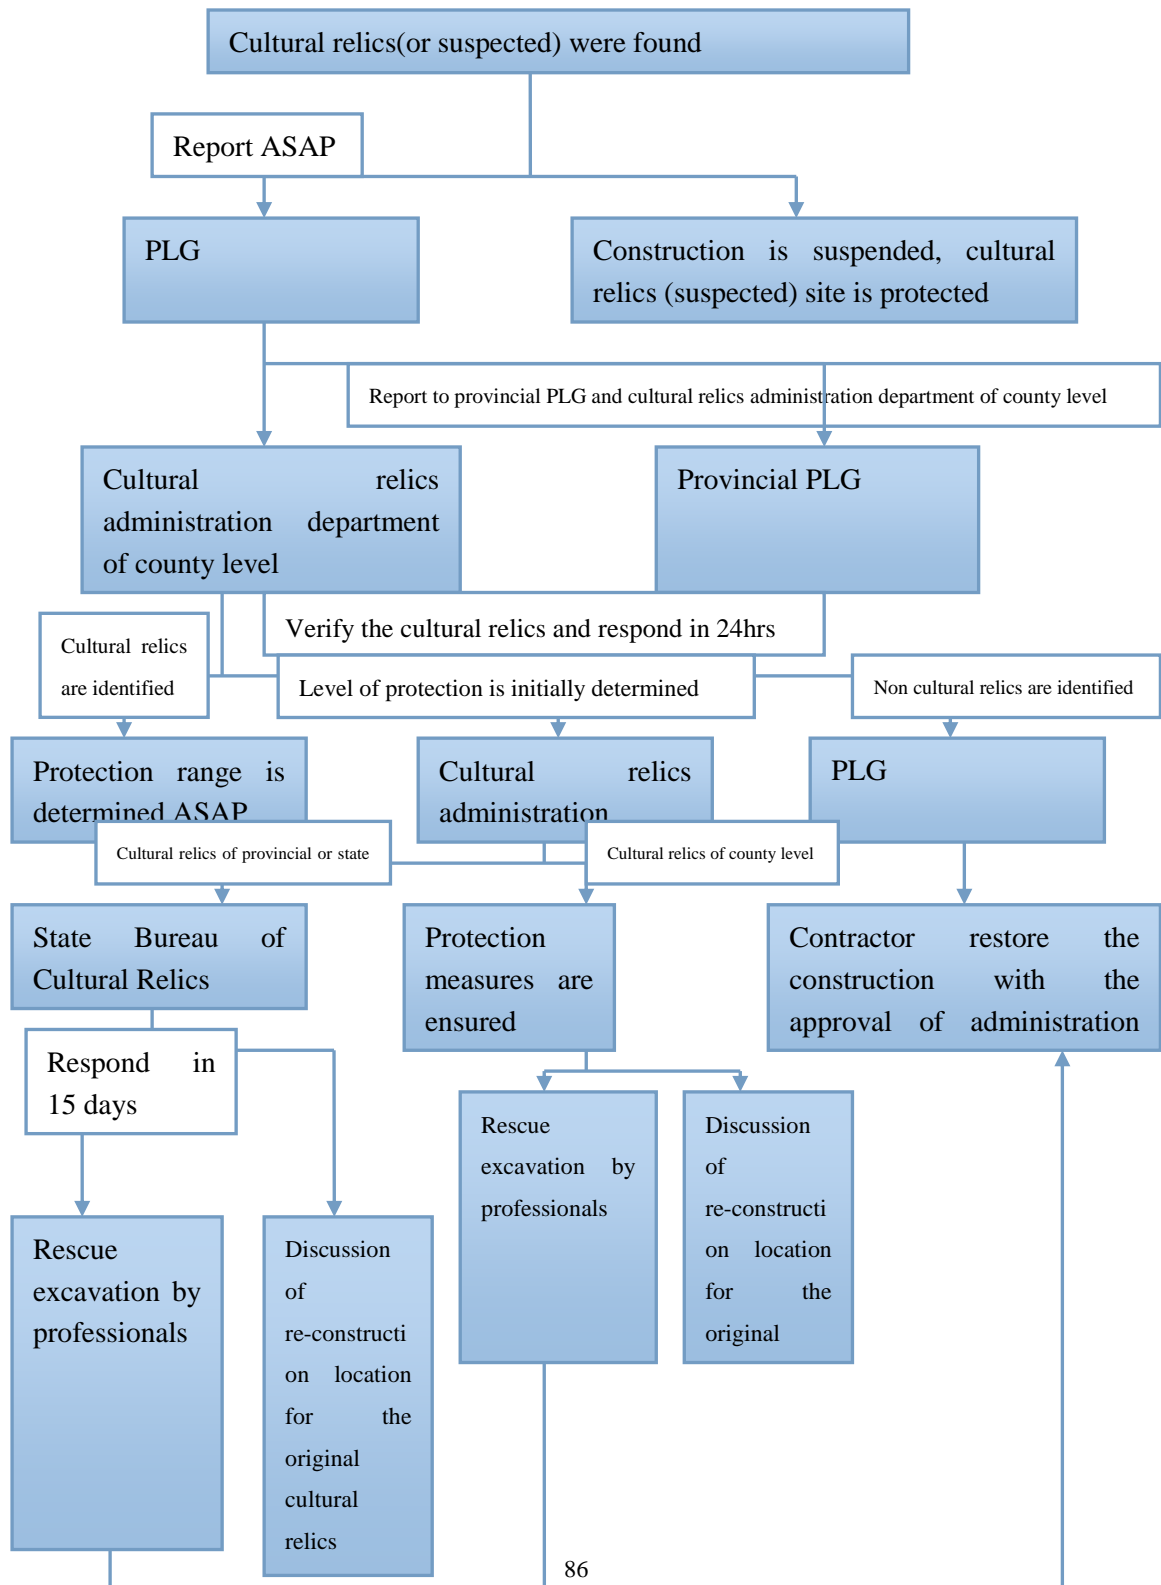 Cultural relics(or suspected) were found
Report ASAP
PLG
Construction is suspended, cultural
relics (suspected) site is protected
Report to provincial PLG and cultural relics administration department of county level
Cultural relics
administration department
of county level
Provincial PLG
Verify the cultural relics and respond in 24hrs
Cultural relics
are identified
Level of protection is initially determined
Non cultural relics are identified
Protection range is
determined ASAP
Cultural relics
administration
PLG
Cultural relics of provincial or state
Cultural relics of county level
State Bureau of
Cultural Relics
Protection
measures are
ensured
Contractor restore the
construction with the
approval of administration
Respond in
15 days
Rescue
excavation by
professionals
Discussion
of
re-constructi
on location
for the
original
Rescue
excavation by
professionals
Discussion
of
re-constructi
on location
for the
original
cultural
relics
86